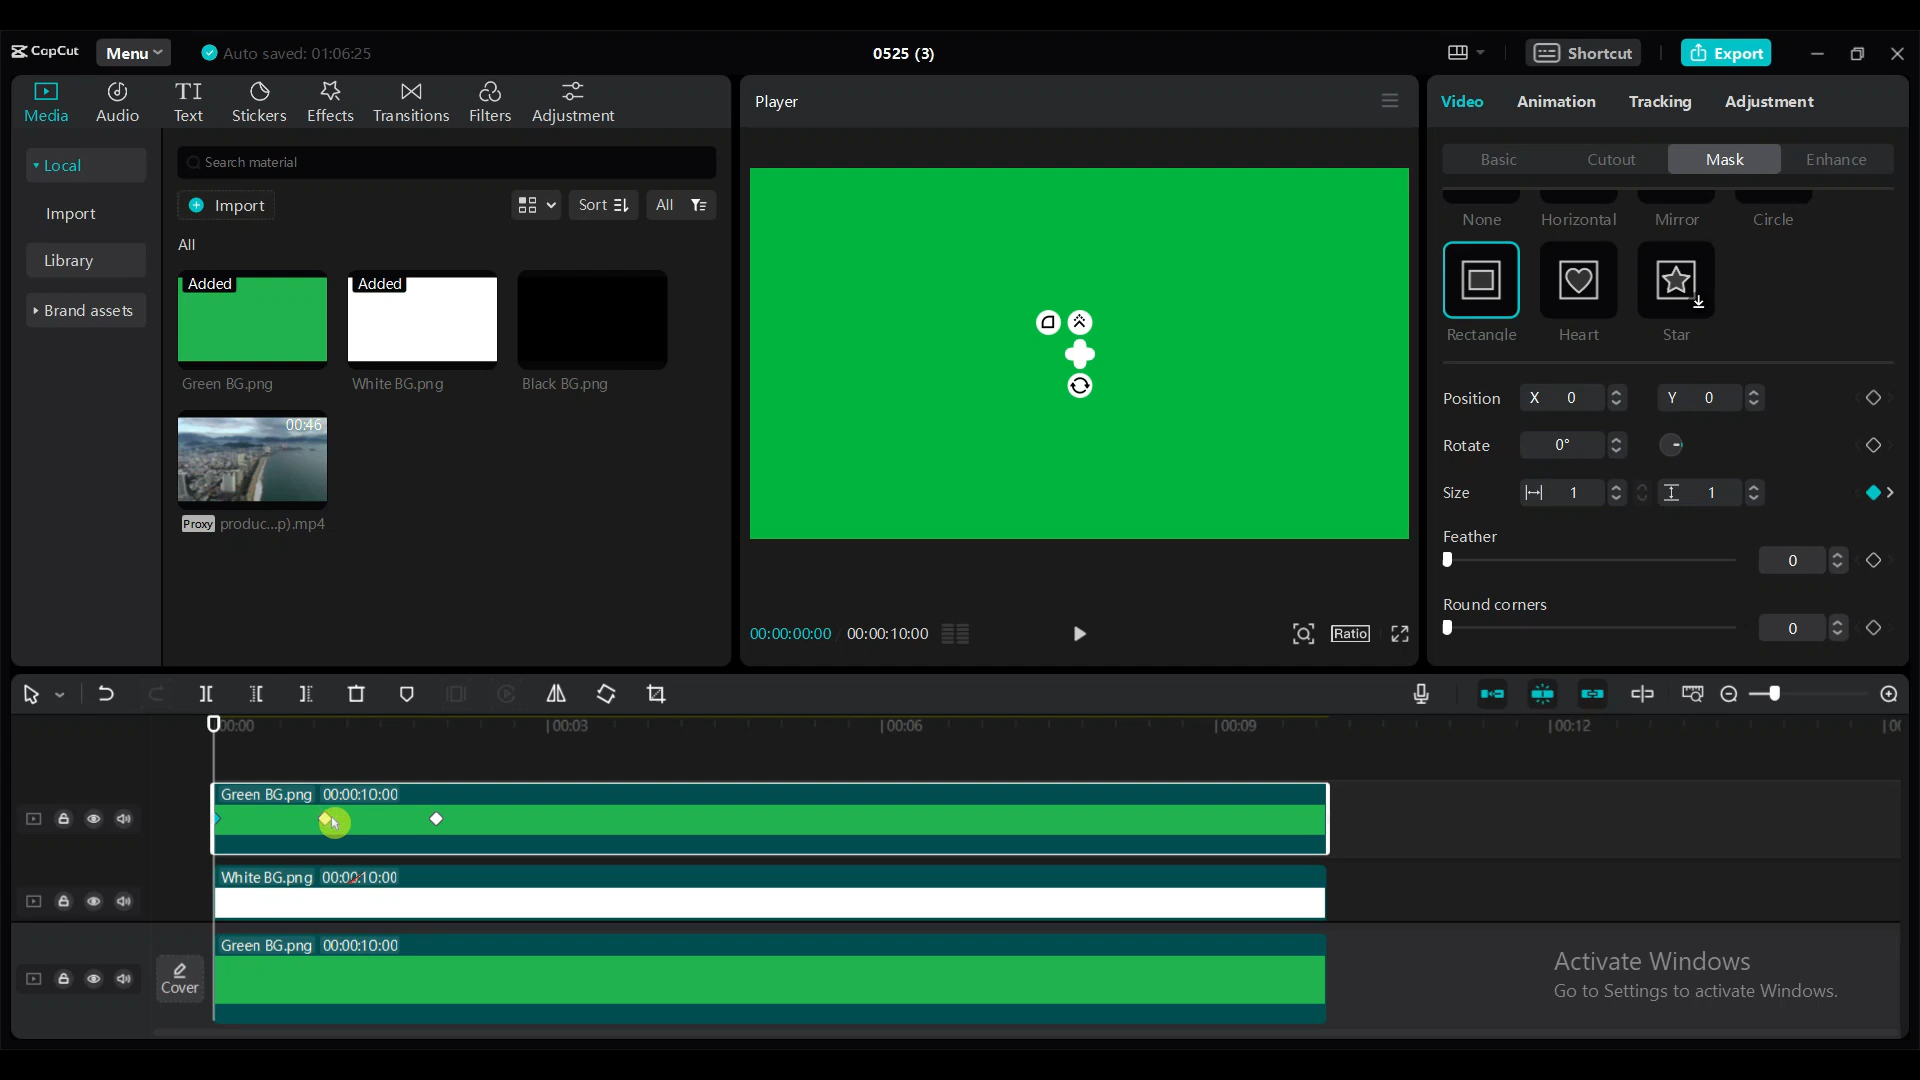 CapCut
Menu
Auto saved: 01:06:25
0525 (3)
Shortcut
Export
Media
Audio
TI
Text
Stickers
Effects
Transitions
Filters
Adjustment
Local
Import
Library
Brand assets
Search material
Import
Sort
All
All
Added
Green BG.png
Added
White BG.png
Black BG.png
00:46
Proxy produc...p).mp4
Player
00:00:00:00
00:00:10:00
Ratio
Video
Animation
Tracking
Adjustment
Basic
Cutout
Mask
Enhance
None
Horizontal
Mirror
Circle
Rectangle
Heart
Star
Position X 0 Y 0
Rotate 0°
Size 1 1
Feather
0
Round corners
0
00:00
00:03
00:06
00:09
00:12
Green BG.png 00:00:10:00
White BG.png 00:00:10:00
Cover
Green BG.png 00:00:10:00
Activate Windows
Go to Settings to activate Windows.